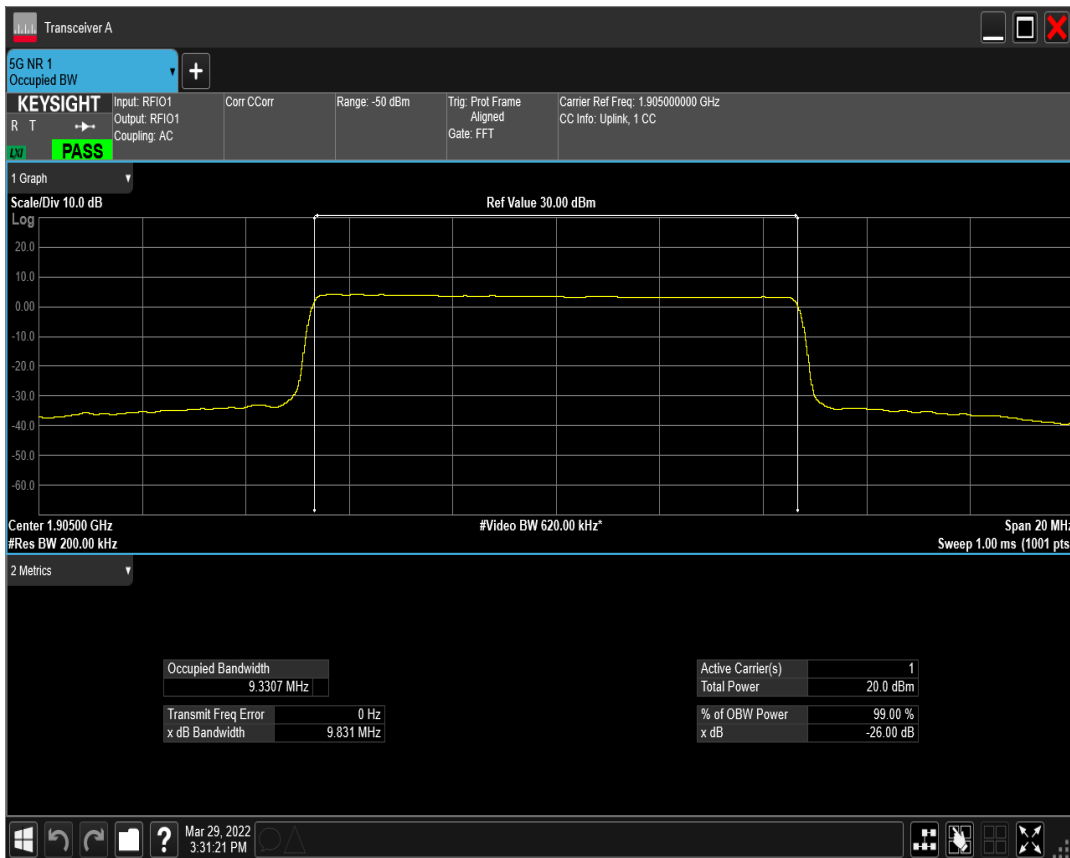 Transceiver A
5G NR 1
Occupied BW
+
KEYSIGHT
R T
LXI
PASS
Input: RFIO1
Output: RFIO1
Coupling: AC
Corr CCorr
Range: -50 dBm
Trig: Prot Frame
Aligned
Gate: FFT
Carrier Ref Freq: 1.905000000 GHz
CC Info: Uplink, 1 CC
1 Graph
Scale/Div 10.0 dB
Ref Value 30.00 dBm
Log
20.0
10.0
0.00
-10.0
-20.0
-30.0
-40.0
-50.0
-60.0
Center 1.90500 GHz
#Video BW 620.00 kHz*
Span 20 MHz
#Res BW 200.00 kHz
Sweep 1.00 ms (1001 pts
2 Metrics
Occupied Bandwidth
9.3307 MHz
Transmit Freq Error 0 Hz
x dB Bandwidth 9.831 MHz
Active Carrier(s) 1
Total Power 20.0 dBm
% of OBW Power 99.00 %
x dB -26.00 dB
?
Mar 29, 2022
3:31:21 PM